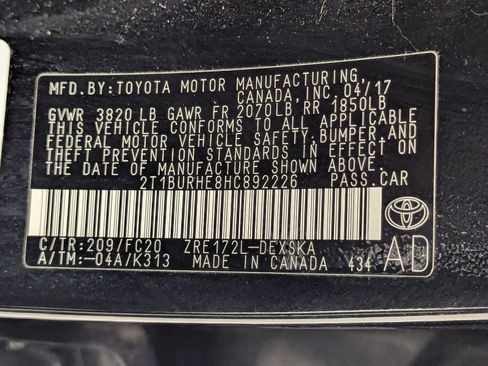 MFD. BY: TOYOTA MOTOR MANUFACTURING,
CANADA, INC. 04/17
GVWR 3820 LB GAWR FR 2070LB, RR 1850LB
THIS VEHICLE CONFORMS TO ALL APPLICABLE
FEDERAL MOTOR VEHICLE SAFETY, BUMPER, AND
THEFT PREVENTION STANDARDS IN EFFECT ON
THE DATE OF MANUFACTURE SHOWN ABOVE.
2T1BURHE8HC892226 PASS.CAR
C/TR: 209/FC20 ZRE172L-DEXSKA
A/TM: -04A/K313 MADE IN CANADA 434 AD